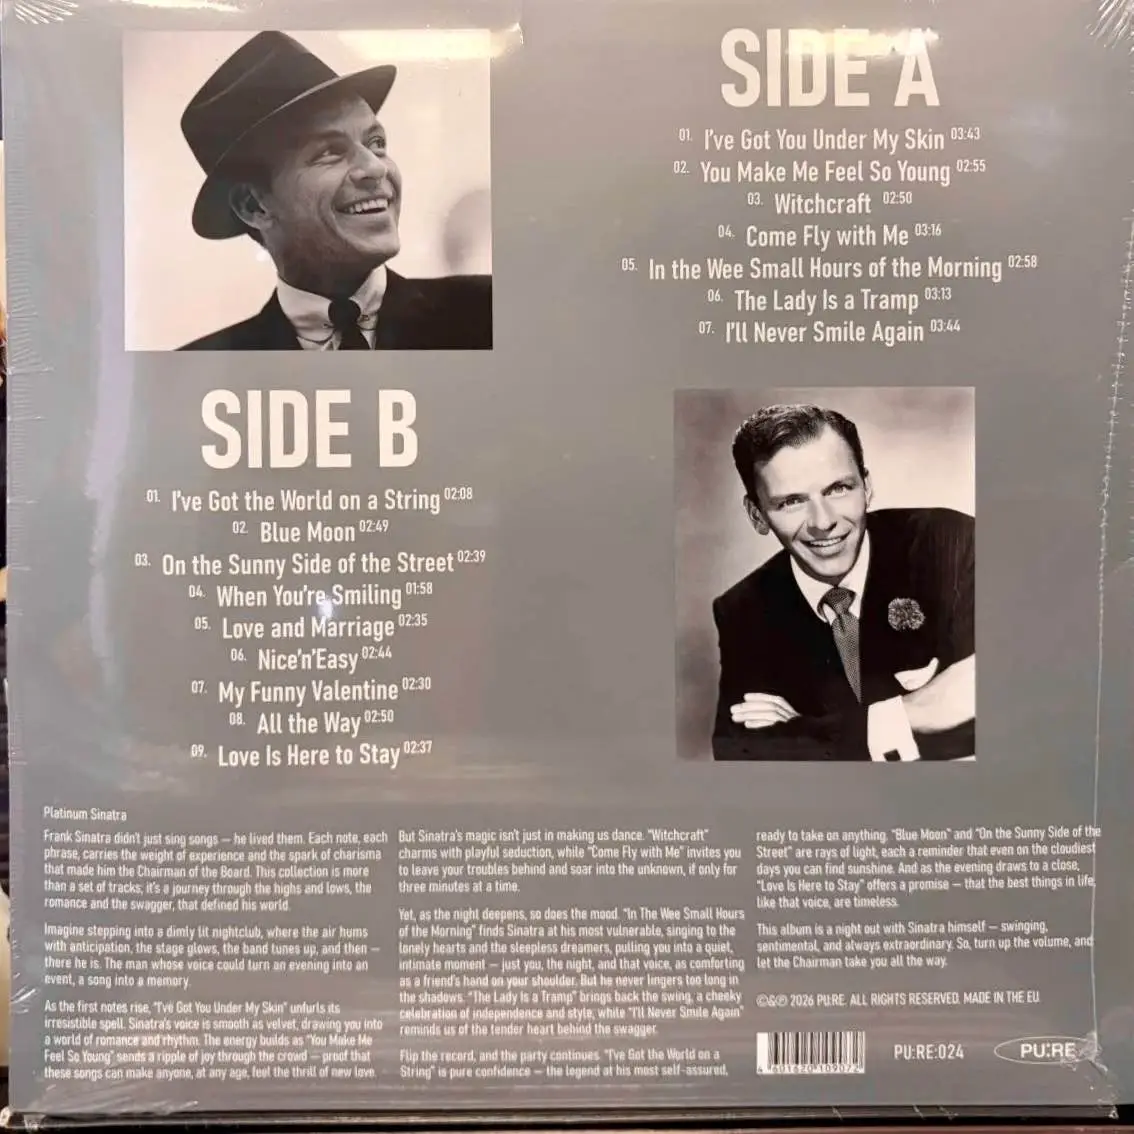 SIDE A
01. I've Got You Under My Skin 03:43
02. You Make Me Feel So Young 02:55
03. Witchcraft 02:50
04. Come Fly with Me 03:16
05. In the Wee Small Hours of the Morning 02:58
06. The Lady Is a Tramp 03:13
07. I'll Never Smile Again 03:44
SIDE B
01. I've Got the World on a String 02:08
02. Blue Moon 02:49
03. On the Sunny Side of the Street 02:39
04. When You're Smiling 01:58
05. Love and Marriage 02:35
06. Nice'n'Easy 02:44
07. My Funny Valentine 02:30
08. All the Way 02:50
09. Love Is Here to Stay 02:37
Platinum Sinatra
Frank Sinatra didn't just sing songs — he lived them. Each note, each
phrase, carries the weight of experience and the spark of charisma
that made him the Chairman of the Board. This collection is more
than a set of tracks, it's a journey through the highs and lows, the
romance and the swagger, that defined his world.
Imagine stepping into a dimly lit nightclub, where the air hums
with anticipation, the stage glows, the band tunes up, and then —
there he is. The man whose voice could turn an evening into an
event, a song into a memory.
As the first notes rise, "I've Got You Under My Skin" unfurls its
irresistible spell. Sinatra's voice is smooth as velvet, drawing you into
a world of romance and rhythm. The energy builds as "You Make Me
Feel So Young" sends a ripple of joy through the crowd — proof that
these songs can make anyone, at any age, feel the thrill of new love.
But Sinatra's magic isn't just in making us dance. "Witchcraft"
charms with playful seduction, while "Come Fly with Me" invites you
to leave your troubles behind and soar into the unknown, if only for
three minutes at a time.
Yet, as the night deepens, so does the mood. "In The Wee Small Hours
of the Morning" finds Sinatra at his most vulnerable, singing to the
lonely hearts and the sleepless dreamers, pulling you into a quiet,
intimate moment — just you, the night, and that voice, as comforting
as a friend's hand on your shoulder. But he never lingers too long in
the shadows. "The Lady Is a Tramp" brings back the swing, a cheeky
celebration of independence and style, while "I'll Never Smile Again"
reminds us of the tender heart behind the swagger.
Flip the record, and the party continues. "I've Got the World on a
String" is pure confidence — the legend at his most self-assured,
ready to take on anything. "Blue Moon" and "On the Sunny Side of the
Street" are rays of light, each a reminder that even on the cloudiest
days you can find sunshine. And as the evening draws to a close,
"Love Is Here to Stay" offers a promise — that the best things in life,
like that voice, are timeless.
This album is a night out with Sinatra himself — swinging,
sentimental, and always extraordinary. So, turn up the volume, and
let the Chairman take you all the way.
©&℗ 2026 PU:RE. ALL RIGHTS RESERVED. MADE IN THE EU
4 601620 109072
PU:RE:024
PU:RE